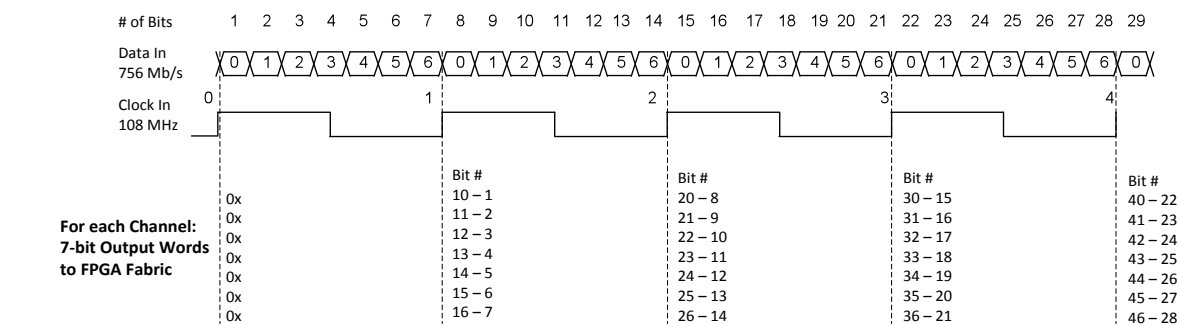 # of Bits 1 2 3 4 5 6 7 8 9 10 11 12 13 14 15 16 17 18 19 20 21 22 23 24 25 26 27 28 29
Data In
756 Mb/s
0 1 2 3 4 5 6 0 1 2 3 4 5 6 0 1 2 3 4 5 6 0 1 2 3 4 5 6 0
0 1 2 3 4
Clock In
108 MHz
For each Channel:
7-bit Output Words
to FPGA Fabric
0x
0x
0x
0x
0x
0x
0x
Bit #
10 – 1
11 – 2
12 – 3
13 – 4
14 – 5
15 – 6
16 – 7
Bit #
20 – 8
21 – 9
22 – 10
23 – 11
24 – 12
25 – 13
26 – 14
Bit #
30 – 15
31 – 16
32 – 17
33 – 18
34 – 19
35 – 20
36 – 21
Bit #
40 – 22
41 – 23
42 – 24
43 – 25
44 – 26
45 – 27
46 – 28